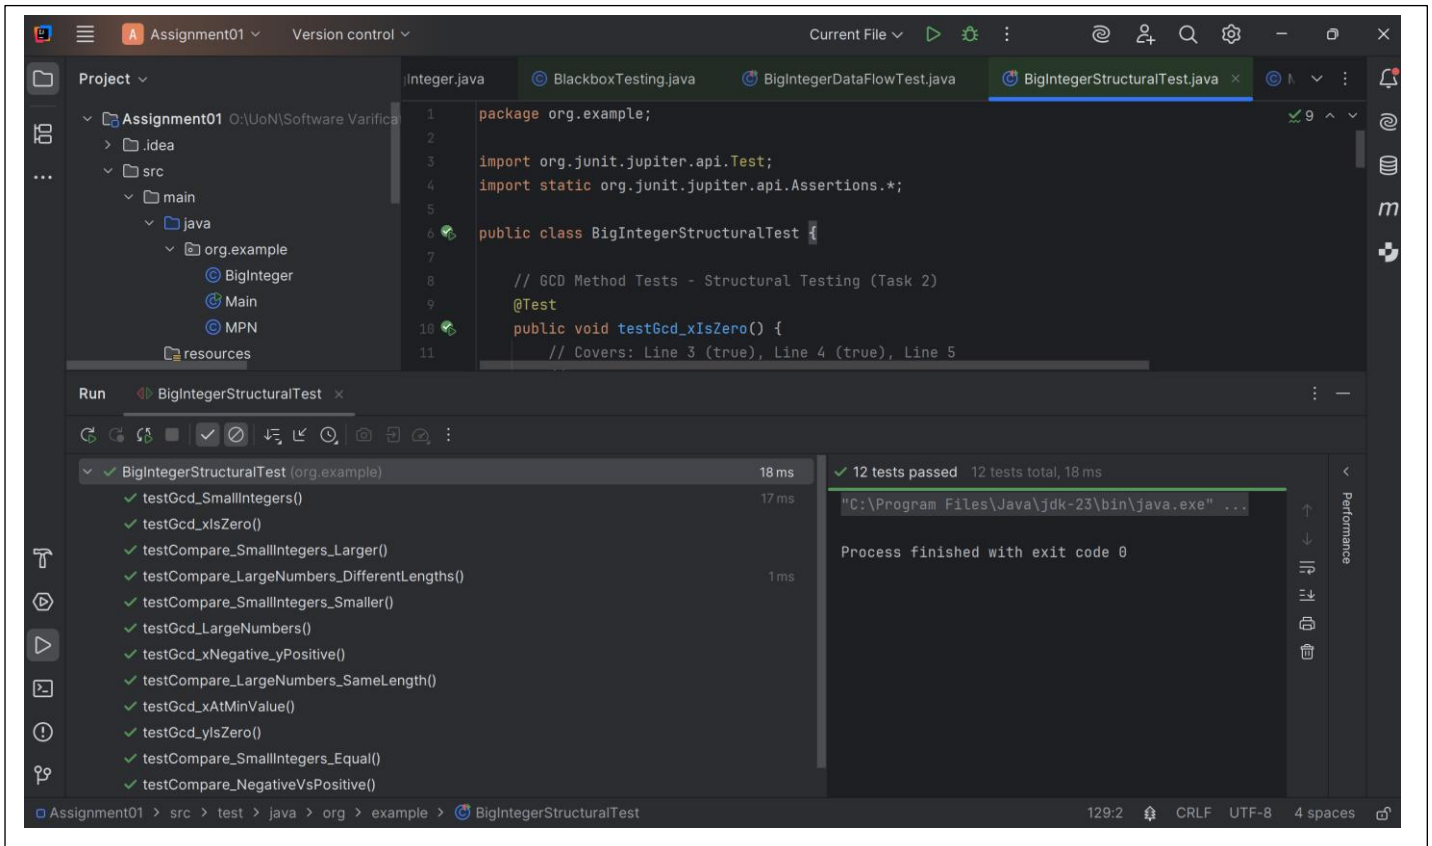 Assignment01 Version control Current File
Project
Integer.java BlackboxTesting.java BigIntegerDataFlowTest.java BigIntegerStructuralTest.java
Assignment01 O:\UoN\Software Varifica
.idea
src
main
java
org.example
BigInteger
Main
MPN
resources
1 package org.example;
2
3 import org.junit.jupiter.api.Test;
4 import static org.junit.jupiter.api.Assertions.*;
5
6 public class BigIntegerStructuralTest {
7
8 // GCD Method Tests - Structural Testing (Task 2)
9 @Test
10 public void testGcd_xIsZero() {
11 // Covers: Line 3 (true), Line 4 (true), Line 5
9
m
Run BigIntegerStructuralTest
BigIntegerStructuralTest (org.example) 18 ms
testGcd_SmallIntegers() 17 ms
testGcd_xIsZero()
testCompare_SmallIntegers_Larger()
testCompare_LargeNumbers_DifferentLengths() 1 ms
testCompare_SmallIntegers_Smaller()
testGcd_LargeNumbers()
testGcd_xNegative_yPositive()
testCompare_LargeNumbers_SameLength()
testGcd_xAtMinValue()
testGcd_yIsZero()
testCompare_SmallIntegers_Equal()
testCompare_NegativeVsPositive()
12 tests passed 12 tests total, 18 ms
"C:\Program Files\Java\jdk-23\bin\java.exe" ...
Process finished with exit code 0
Performance
Assignment01 > src > test > java > org > example > BigIntegerStructuralTest 129:2 CRLF UTF-8 4 spaces